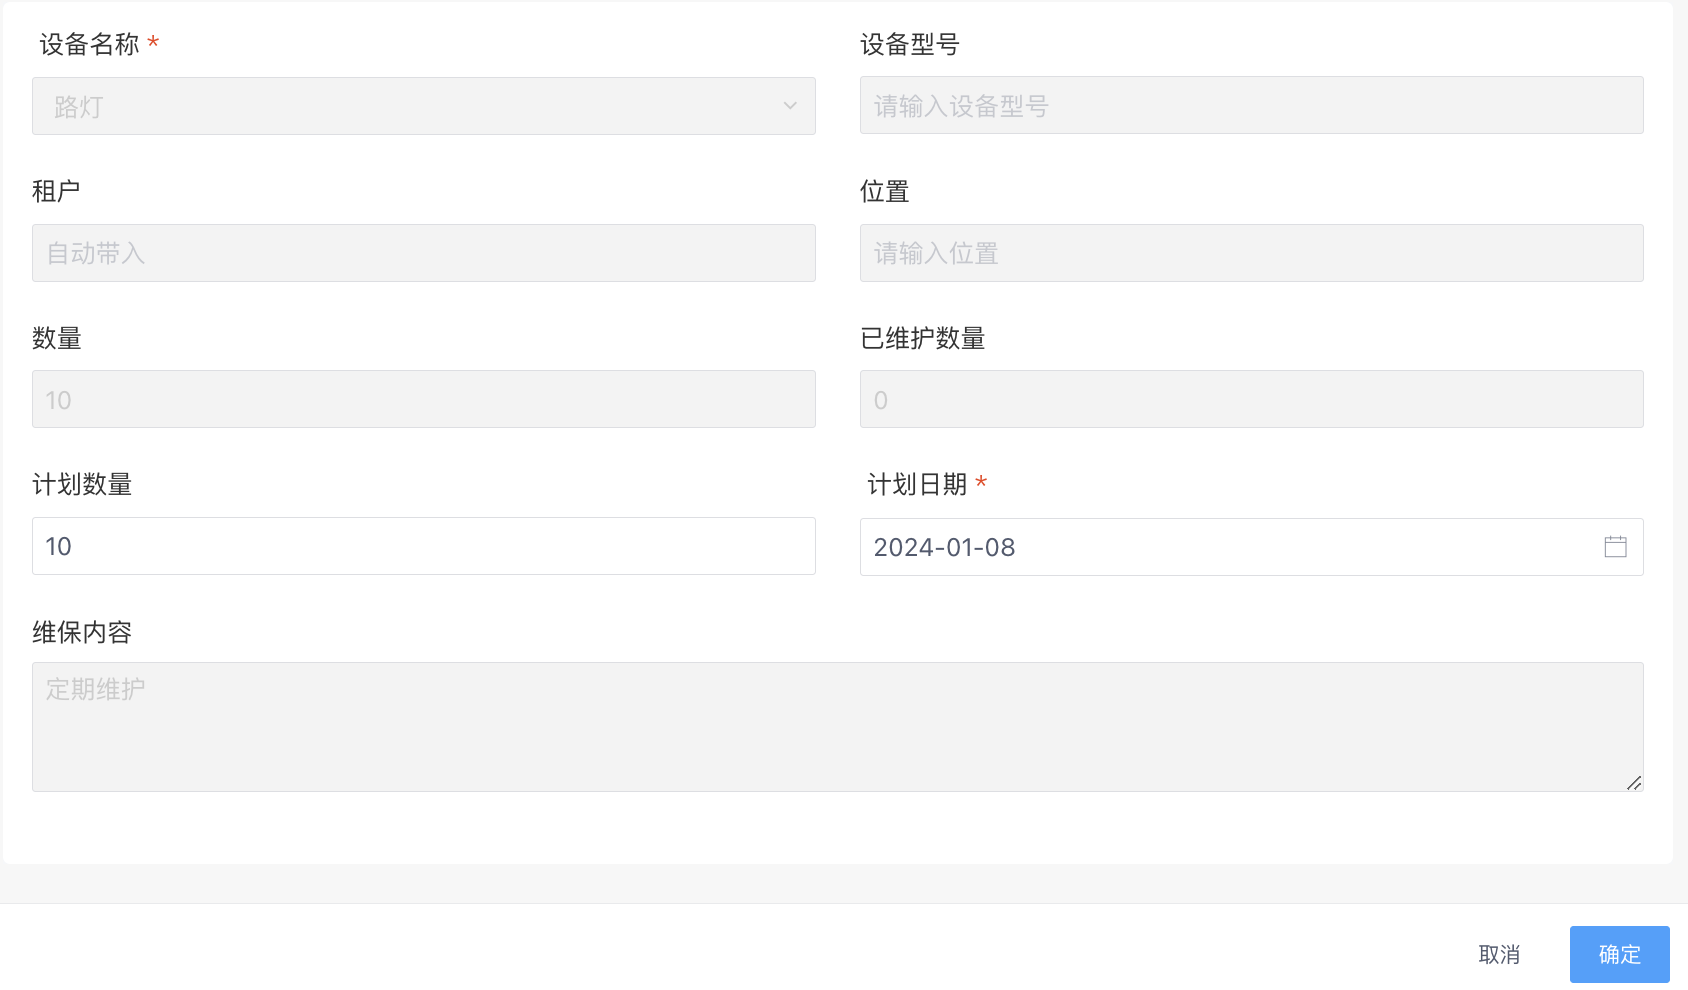 设备名称 *
设备型号
路灯
请输入设备型号
租户
位置
自动带入
请输入位置
数量
已维护数量
10
0
计划数量
计划日期 *
10
2024-01-08
维保内容
定期维护
取消
确定